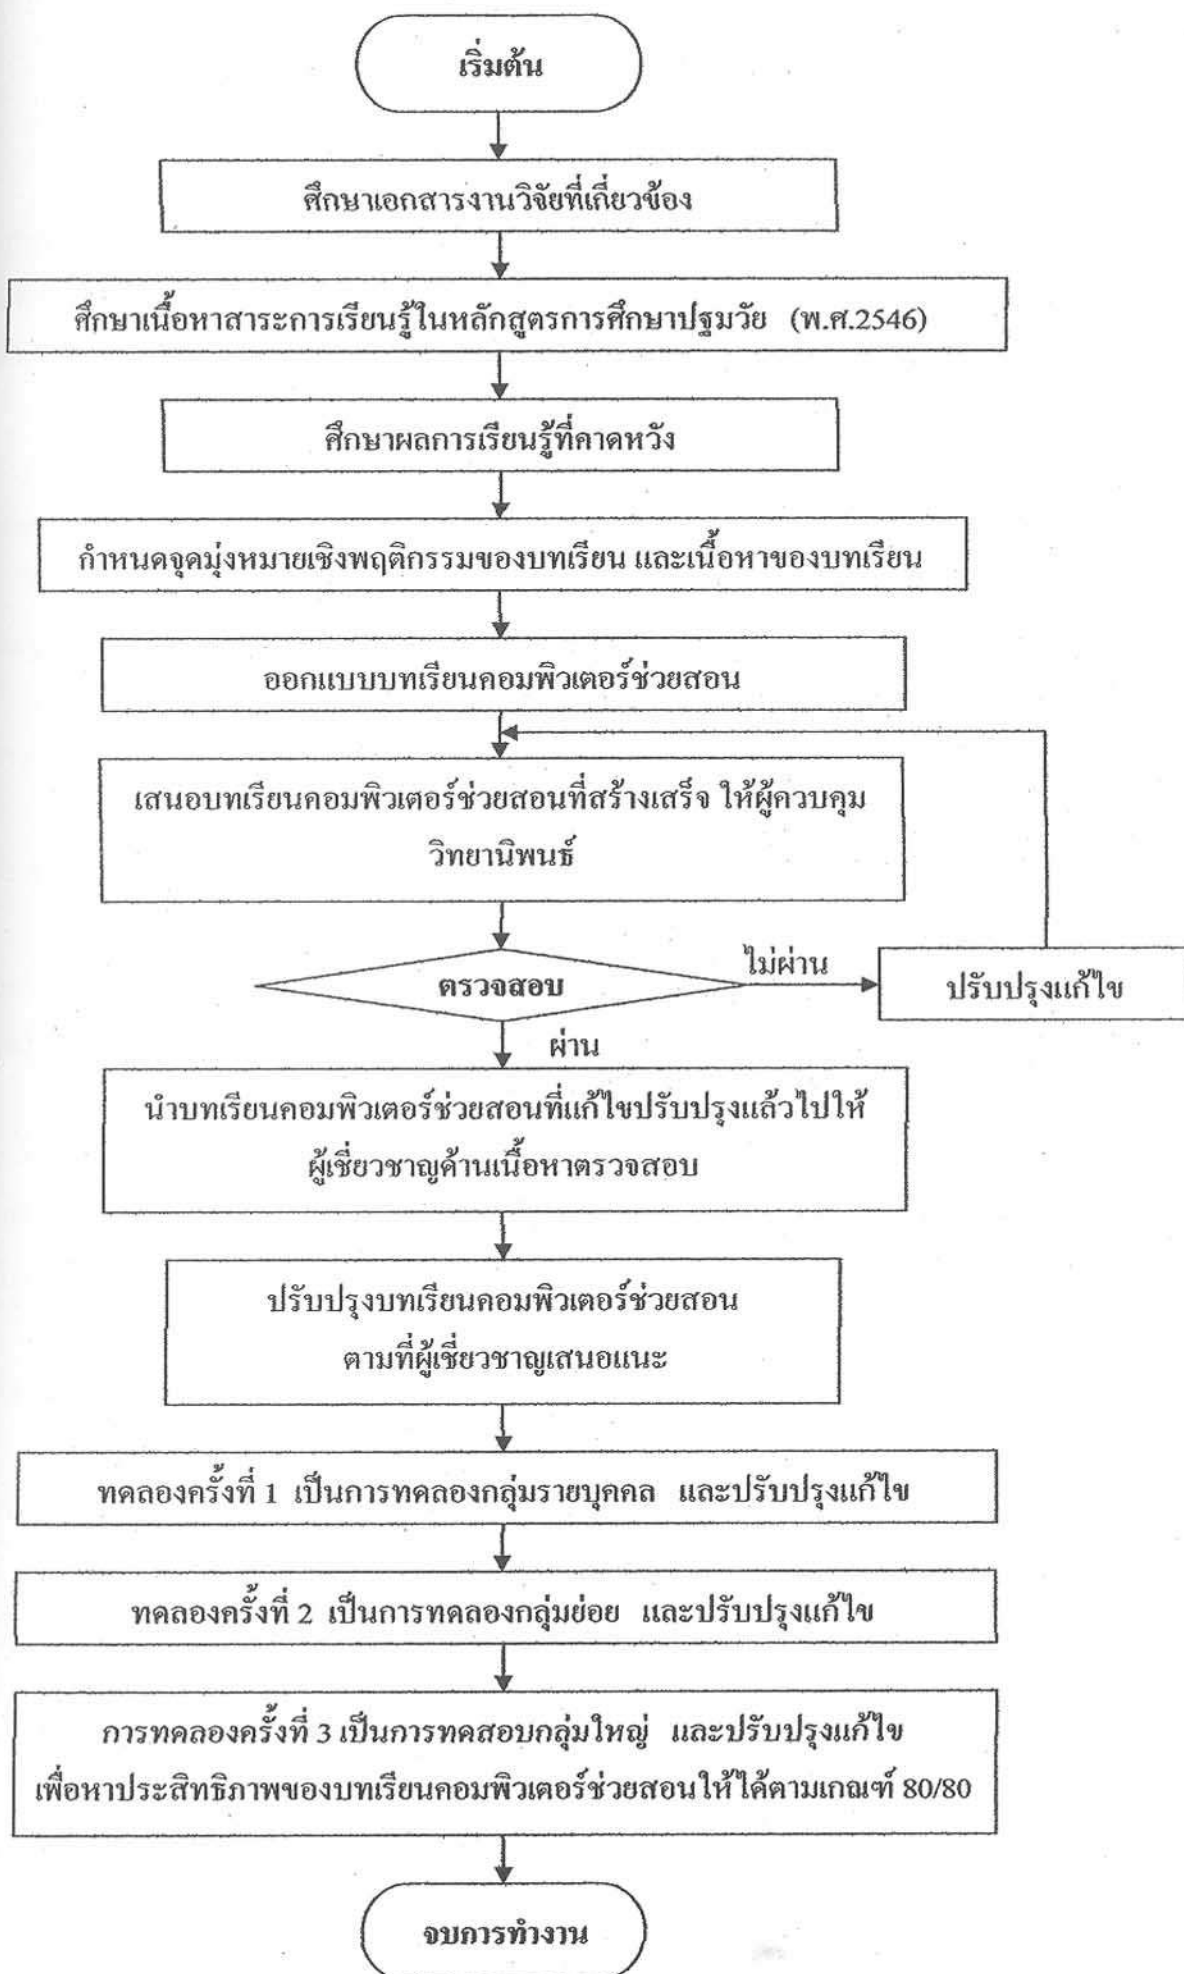 เริ่มต้น
ศึกษาเอกสารงานวิจัยที่เกี่ยวข้อง
ศึกษาเนื้อหาสาระการเรียนรู้ในหลักสูตรการศึกษาปฐมวัย (พ.ศ.2546)
ศึกษาผลการเรียนรู้ที่คาดหวัง
กำหนดจุดมุ่งหมายเชิงพฤติกรรมของบทเรียน และเนื้อหาของบทเรียน
ออกแบบบทเรียนคอมพิวเตอร์ช่วยสอน
เสนอบทเรียนคอมพิวเตอร์ช่วยสอนที่สร้างเสร็จ ให้ผู้ควบคุม
วิทยานิพนธ์
ตรวจสอบ
ไม่ผ่าน
ปรับปรุงแก้ไข
ผ่าน
นำบทเรียนคอมพิวเตอร์ช่วยสอนที่แก้ไขปรับปรุงแล้วไปให้
ผู้เชี่ยวชาญด้านเนื้อหาตรวจสอบ
ปรับปรุงบทเรียนคอมพิวเตอร์ช่วยสอน
ตามที่ผู้เชี่ยวชาญเสนอแนะ
ทดลองครั้งที่ 1 เป็นการทดลองกลุ่มรายบุคคล และปรับปรุงแก้ไข
ทดลองครั้งที่ 2 เป็นการทดลองกลุ่มย่อย และปรับปรุงแก้ไข
การทดลองครั้งที่ 3 เป็นการทดสอบกลุ่มใหญ่ และปรับปรุงแก้ไข
เพื่อหาประสิทธิภาพของบทเรียนคอมพิวเตอร์ช่วยสอนให้ได้ตามเกณฑ์ 80/80
จบการทำงาน